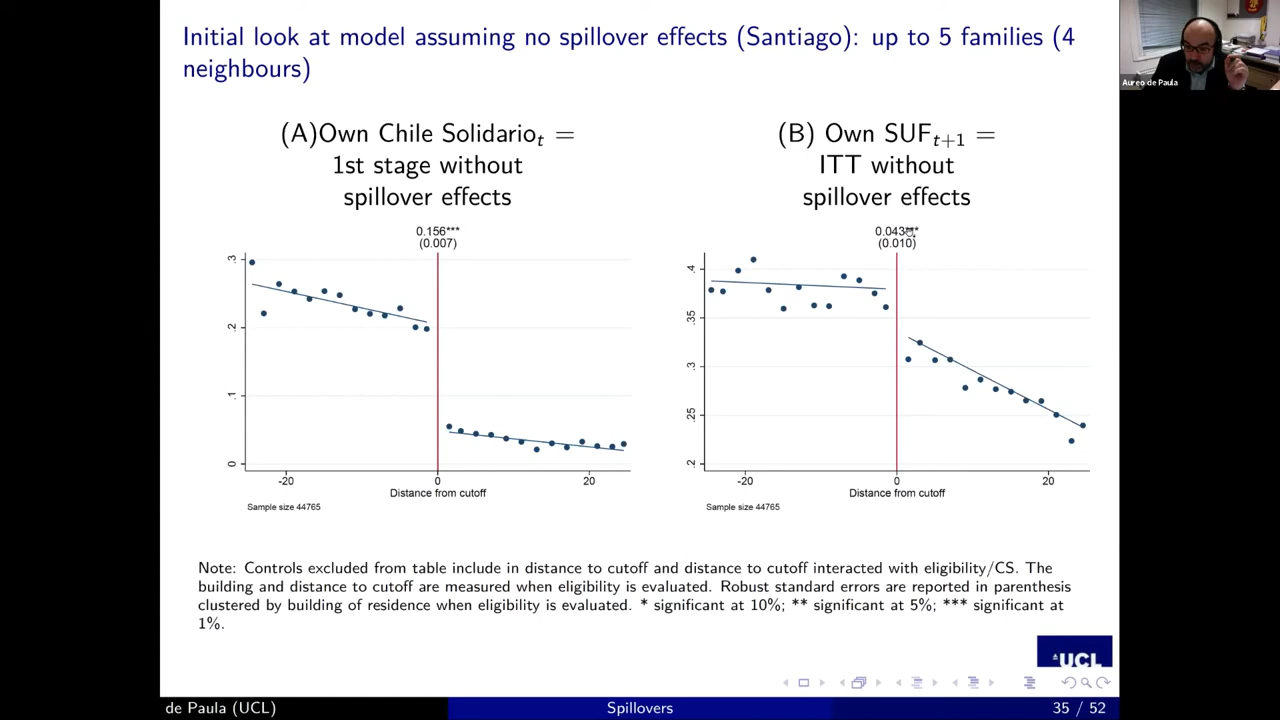 Initial look at model assuming no spillover effects (Santiago): up to 5 families (4
neighbours)
Aureo de Paula
(A)Own Chile Solidario_t =
1st stage without
spillover effects
0.156***
(0.007)
.3
.2
.1
0
-20
0
20
Distance from cutoff
Sample size 44765
(B) Own SUF_{t+1} =
ITT without
spillover effects
0.043***
(0.010)
.4
.35
.3
.25
.2
-20
0
20
Distance from cutoff
Sample size 44765
Note: Controls excluded from table include in distance to cutoff and distance to cutoff interacted with eligibility/CS. The
building and distance to cutoff are measured when eligibility is evaluated. Robust standard errors are reported in parenthesis
clustered by building of residence when eligibility is evaluated. * significant at 10%; ** significant at 5%; *** significant at
1%.
UCL
de Paula (UCL)
Spillovers
35 / 52